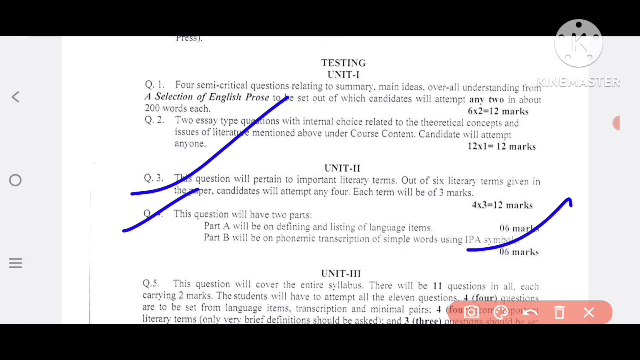 Press).
TESTING
UNIT-I
Q. 1. Four semi-critical questions relating to summary, main ideas, over-all understanding from
A Selection of English Prose to be set out of which candidates will attempt any two in about
200 words each. 6x2=12 marks
Q. 2. Two essay type questions with internal choice related to the theoretical concepts and
issues of literature mentioned above under Course Content. Candidate will attempt
anyone. 12x1= 12 marks
UNIT-II
Q. 3. This question will pertain to important literary terms. Out of six literary terms given in
the paper, candidates will attempt any four. Each term will be of 3 marks.
4x3=12 marks
This question will have two parts:
Part A will be on defining and listing of language items. 06 marks
Part B will be on phonemic transcription of simple words using IPA symbols
06 marks
UNIT-III
Q.5. This question will cover the entire syllabus. There will be 11 questions in all, each
carrying 2 marks. The students will have to attempt all the eleven questions. 4 (four) questions
are to be set from language items, transcription and minimal pairs; 4 (four)
literary terms (only very brief definitions should be asked) and 3 (three)
K
KINEMASTER